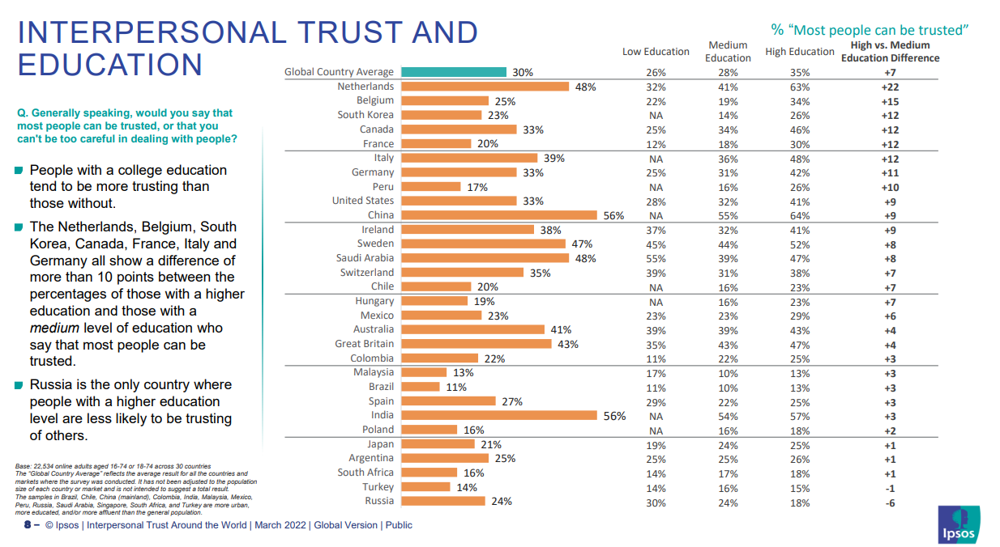 INTERPERSONAL TRUST AND
EDUCATION
Q. Generally speaking, would you say that
most people can be trusted, or that you
can't be too careful in dealing with people?
People with a college education
tend to be more trusting than
those without.
The Netherlands, Belgium, South
Korea, Canada, France, Italy and
Germany all show a difference of
more than 10 points between the
percentages of those with a higher
education and those with a
medium level of education who
say that most people can be
trusted.
Russia is the only country where
people with a higher education
level are less likely to be trusting
of others.
% “Most people can be trusted”
Low Education Medium Education High Education High vs. Medium Education Difference
Global Country Average 30% 26% 28% 35% +7
Netherlands 48% 32% 41% 63% +22
Belgium 25% 22% 19% 34% +15
South Korea 23% NA 14% 26% +12
Canada 33% 25% 34% 46% +12
France 20% 12% 18% 30% +12
Italy 39% NA 36% 48% +12
Germany 33% 25% 31% 42% +11
Peru 17% NA 16% 26% +10
United States 33% 28% 32% 41% +9
China 56% NA 55% 64% +9
Ireland 38% 37% 32% 41% +9
Sweden 47% 45% 44% 52% +8
Saudi Arabia 48% 55% 39% 47% +8
Switzerland 35% 39% 31% 38% +7
Chile 20% NA 16% 23% +7
Hungary 19% NA 16% 23% +7
Mexico 23% 23% 23% 29% +6
Australia 41% 39% 39% 43% +4
Great Britain 43% 35% 43% 47% +4
Colombia 22% 11% 22% 25% +3
Malaysia 13% 17% 10% 13% +3
Brazil 11% 11% 10% 13% +3
Spain 27% 29% 22% 25% +3
India 56% NA 54% 57% +3
Poland 16% NA 16% 18% +2
Japan 21% 19% 24% 25% +1
Argentina 25% 25% 25% 26% +1
South Africa 16% 14% 17% 18% +1
Turkey 14% 14% 16% 15% -1
Russia 24% 30% 24% 18% -6
Base: 22,534 online adults aged 16-74 or 18-74 across 30 countries
The “Global Country Average” reflects the average result for all the countries and
markets where the survey was conducted. It has not been adjusted to the population
size of each country or market and is not intended to suggest a total result.
The samples in Brazil, Chile, China (mainland), Colombia, India, Malaysia, Mexico,
Peru, Russia, Saudi Arabia, Singapore, South Africa, and Turkey are more urban,
more educated, and/or more affluent than the general population.
8 – © Ipsos | Interpersonal Trust Around the World | March 2022 | Global Version | Public
Ipsos